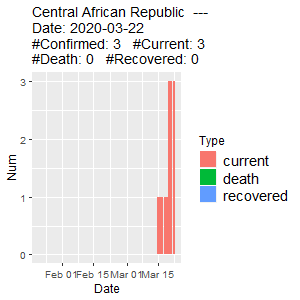 Central African Republic  ---
Date: 2020-03-22
#Confirmed: 3   #Current: 3
#Death: 0   #Recovered: 0
3
2
1
0
Num
Feb 01 Feb 15 Mar 01 Mar 15
Date
Type
current
death
recovered